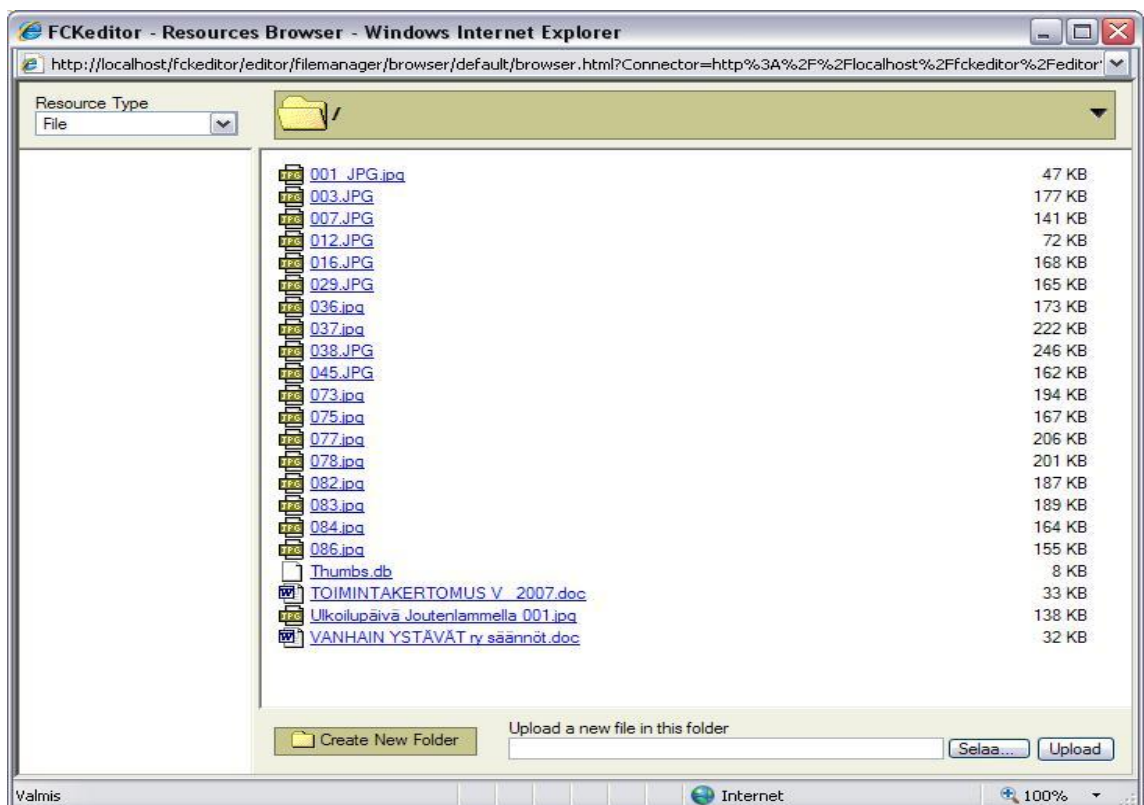 FCKeditor - Resources Browser - Windows Internet Explorer
http://localhost/fckeditor/editor/filemanager/browser/default/browser.html?Connector=http%3A%2F%2Flocalhost%2Ffckeditor%2Feditor
Resource Type
File
/
001_JPG.jpg 47 KB
003.JPG 177 KB
007.JPG 141 KB
012.JPG 72 KB
016.JPG 168 KB
029.JPG 165 KB
036.jpg 173 KB
037.jpg 222 KB
038.JPG 246 KB
045.JPG 162 KB
073.jpg 194 KB
075.jpg 167 KB
077.jpg 206 KB
078.jpg 201 KB
082.jpg 187 KB
083.jpg 189 KB
084.jpg 164 KB
086.jpg 155 KB
Thumbs.db 8 KB
TOIMINTAKERTOMUS V_ 2007.doc 33 KB
Ulkoilupäivä Joutenlammella 001.jpg 138 KB
VANHAIN YSTÄVÄT ry säännöt.doc 32 KB
Create New Folder
Upload a new file in this folder
Selaa... Upload
Valmis Internet 100%